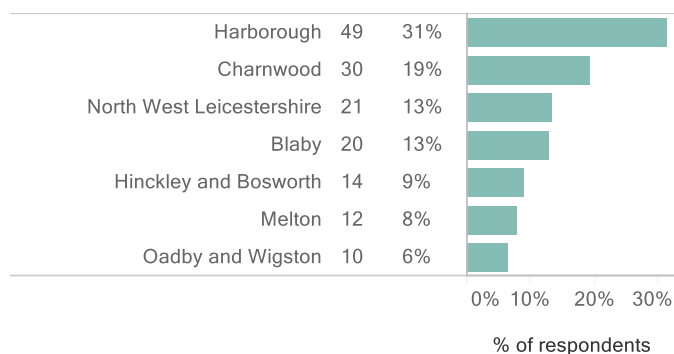 Harborough 49 31%
Charnwood 30 19%
North West Leicestershire 21 13%
Blaby 20 13%
Hinckley and Bosworth 14 9%
Melton 12 8%
Oadby and Wigston 10 6%
0% 10% 20% 30%
% of respondents